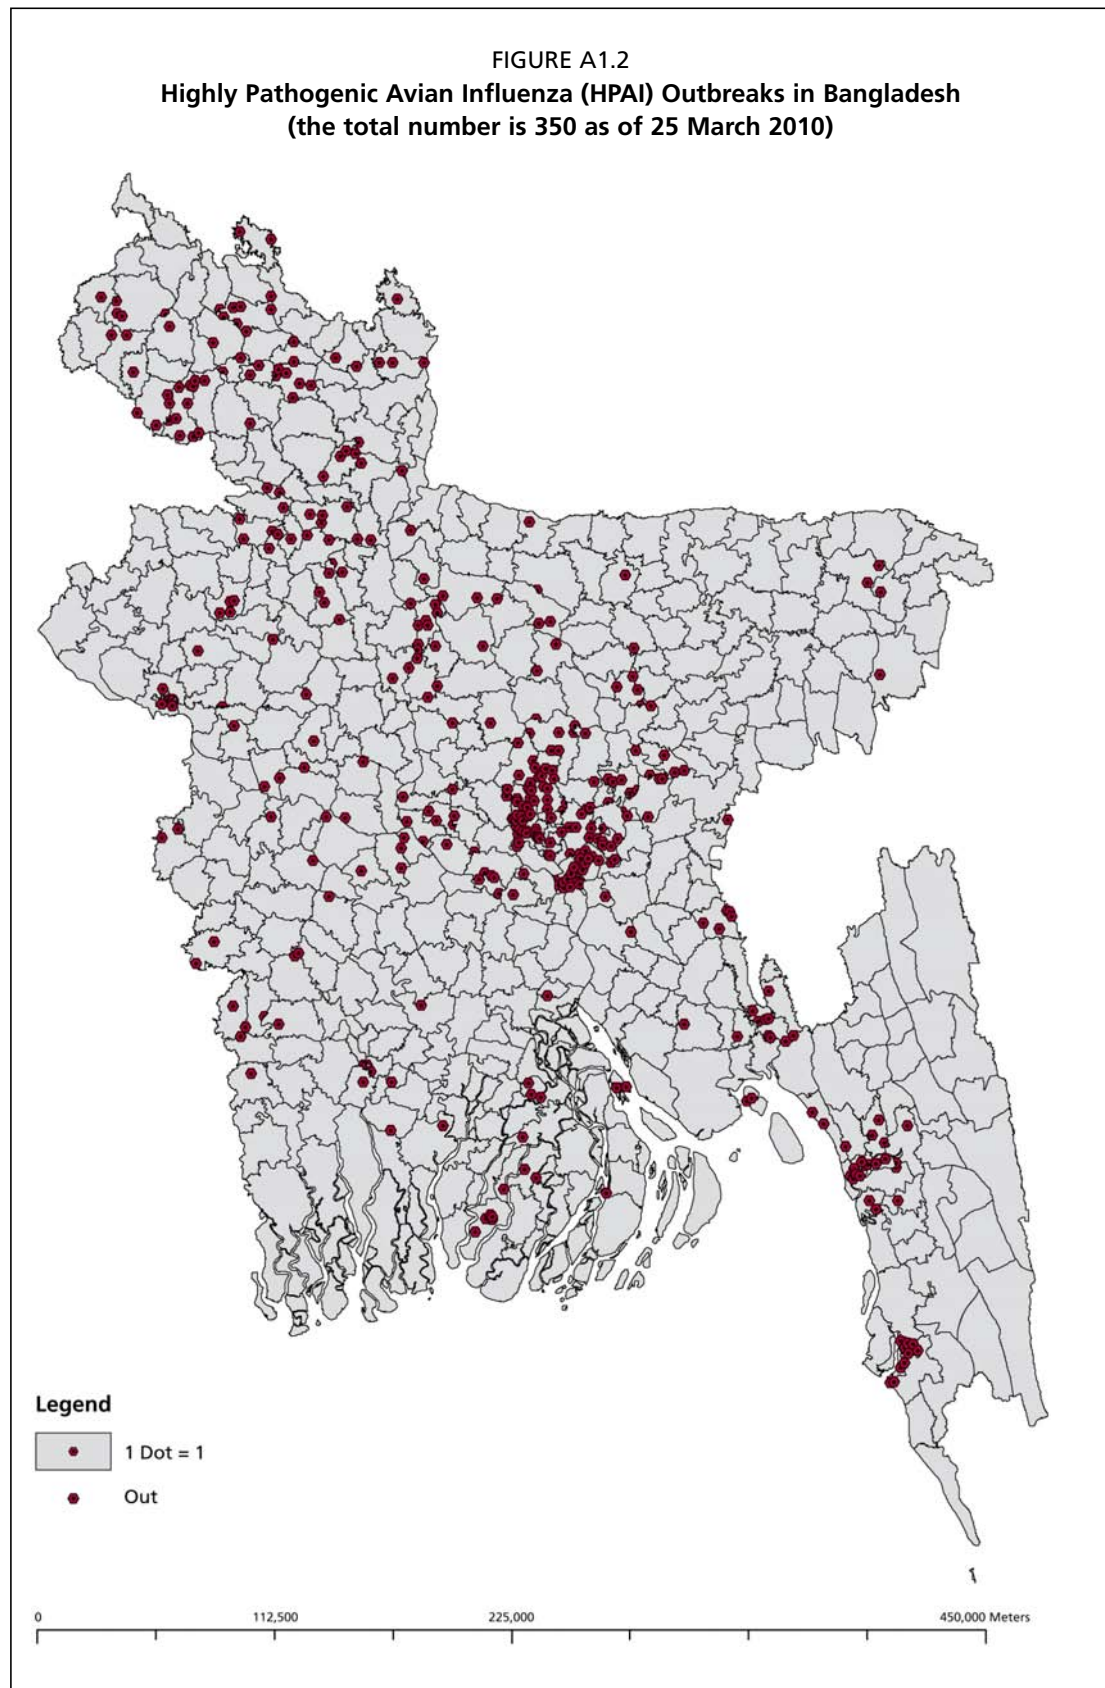 FIGURE A1.2
Highly Pathogenic Avian Influenza (HPAI) Outbreaks in Bangladesh
(the total number is 350 as of 25 March 2010)
Legend
1 Dot = 1
Out
0 112,500 225,000 450,000 Meters